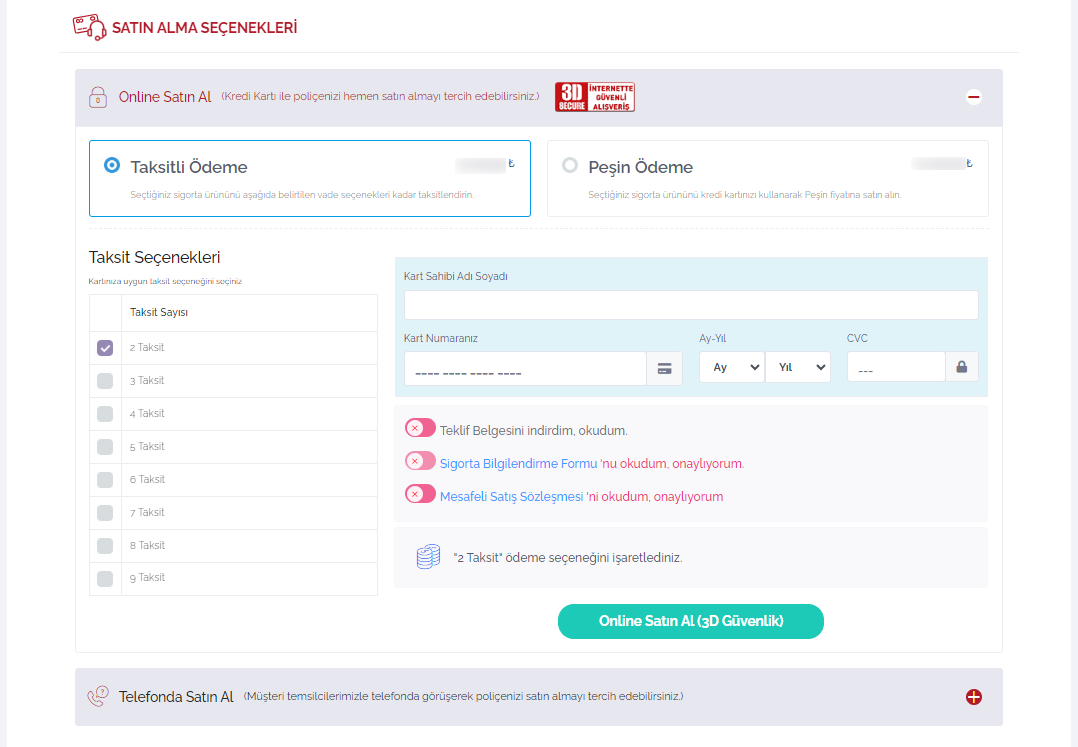 SATIN ALMA SEÇENEKLERİ
Online Satın Al (Kredi Kartı ile poliçenizi hemen satın almayı tercih edebilirsiniz.) 3D SECURE İNTERNETTE GÜVENLİ ALIŞVERİŞ
Taksitli Ödeme ₺
Seçtiğiniz sigorta ürününü aşağıda belirtilen vade seçenekleri kadar taksitlendirin.
Peşin Ödeme ₺
Seçtiğiniz sigorta ürününü kredi kartınızı kullanarak Peşin fiyatına satın alın.
Taksit Seçenekleri
Kartınıza uygun taksit seçeneğini seçiniz
Taksit Sayısı
2 Taksit
3 Taksit
4 Taksit
5 Taksit
6 Taksit
7 Taksit
8 Taksit
9 Taksit
Kart Sahibi Adı Soyadı
Kart Numaranız Ay-Yıl CVC
____ ____ ____ ____ Ay Yıl ___
Teklif Belgesini indirdim, okudum.
Sigorta Bilgilendirme Formu 'nu okudum, onaylıyorum.
Mesafeli Satış Sözleşmesi 'ni okudum, onaylıyorum
"2 Taksit" ödeme seçeneğini işaretlediniz.
Online Satın Al (3D Güvenlik)
Telefonda Satın Al (Müşteri temsilcilerimizle telefonda görüşerek poliçenizi satın almayı tercih edebilirsiniz.)